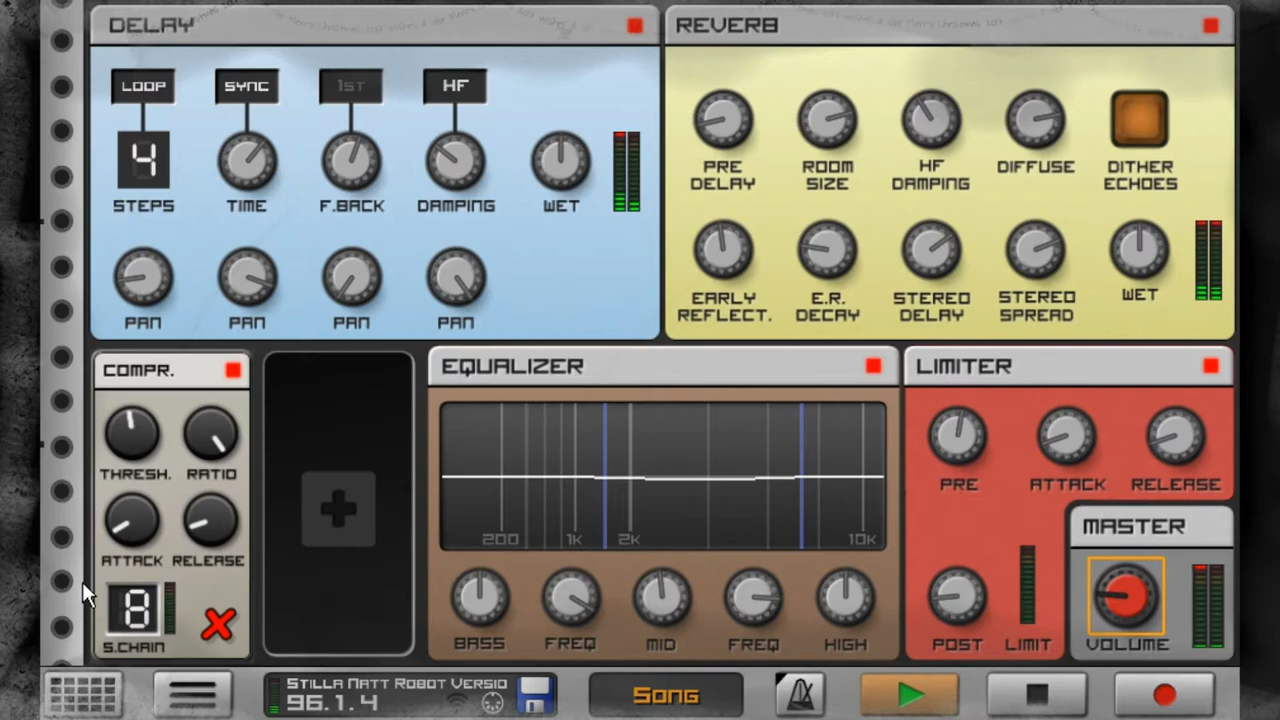 DELAY
LOOP SYNC 1ST HF
4
STEPS TIME F.BACK DAMPING WET
PAN PAN PAN PAN
REVERB
PRE DELAY ROOM SIZE HF DAMPING DIFFUSE DITHER ECHOES
EARLY REFLECT. E.R. DECAY STEREO DELAY STEREO SPREAD WET
COMPR.
THRESH. RATIO
ATTACK RELEASE
8
S.CHAIN
EQUALIZER
200 1K 2K 10K
BASS FREQ MID FREQ HIGH
LIMITER
PRE ATTACK RELEASE
POST LIMIT
MASTER
VOLUME
STILLA NATT ROBOT VERSIO
96.1.4
SONG